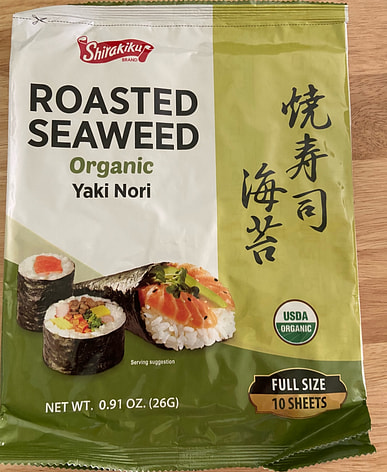 Shirakiku
BRAND
ROASTED
SEAWEED
Organic
Yaki Nori
焼寿司
海苔
USDA
ORGANIC
Serving suggestion
FULL SIZE
10 SHEETS
NET WT. 0.91 OZ. (26G)